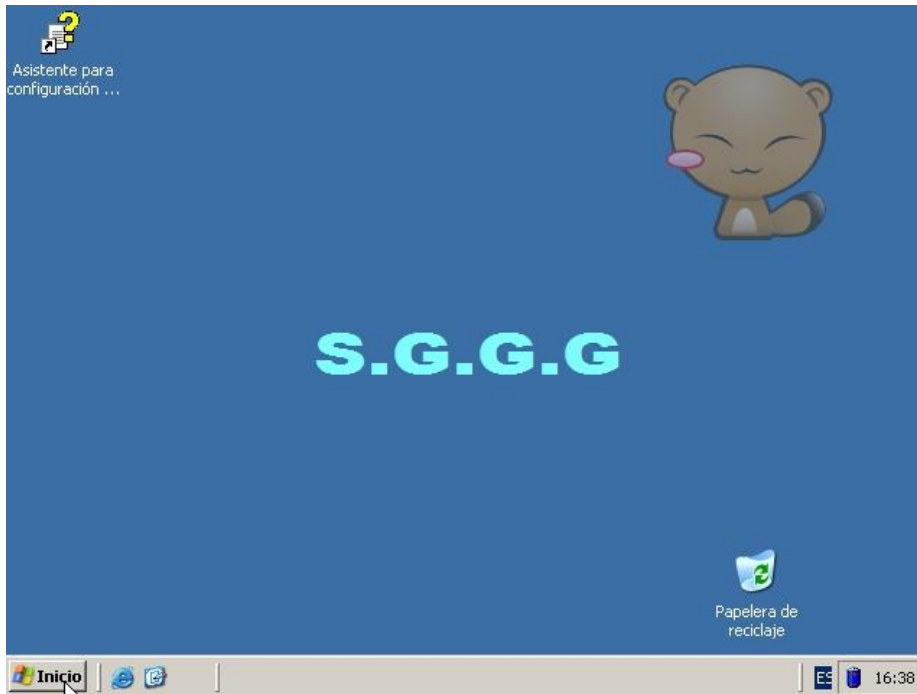 Asistente para
configuración ...
S.G.G.G
Papelera de
reciclaje
Inicio
ES
16:38